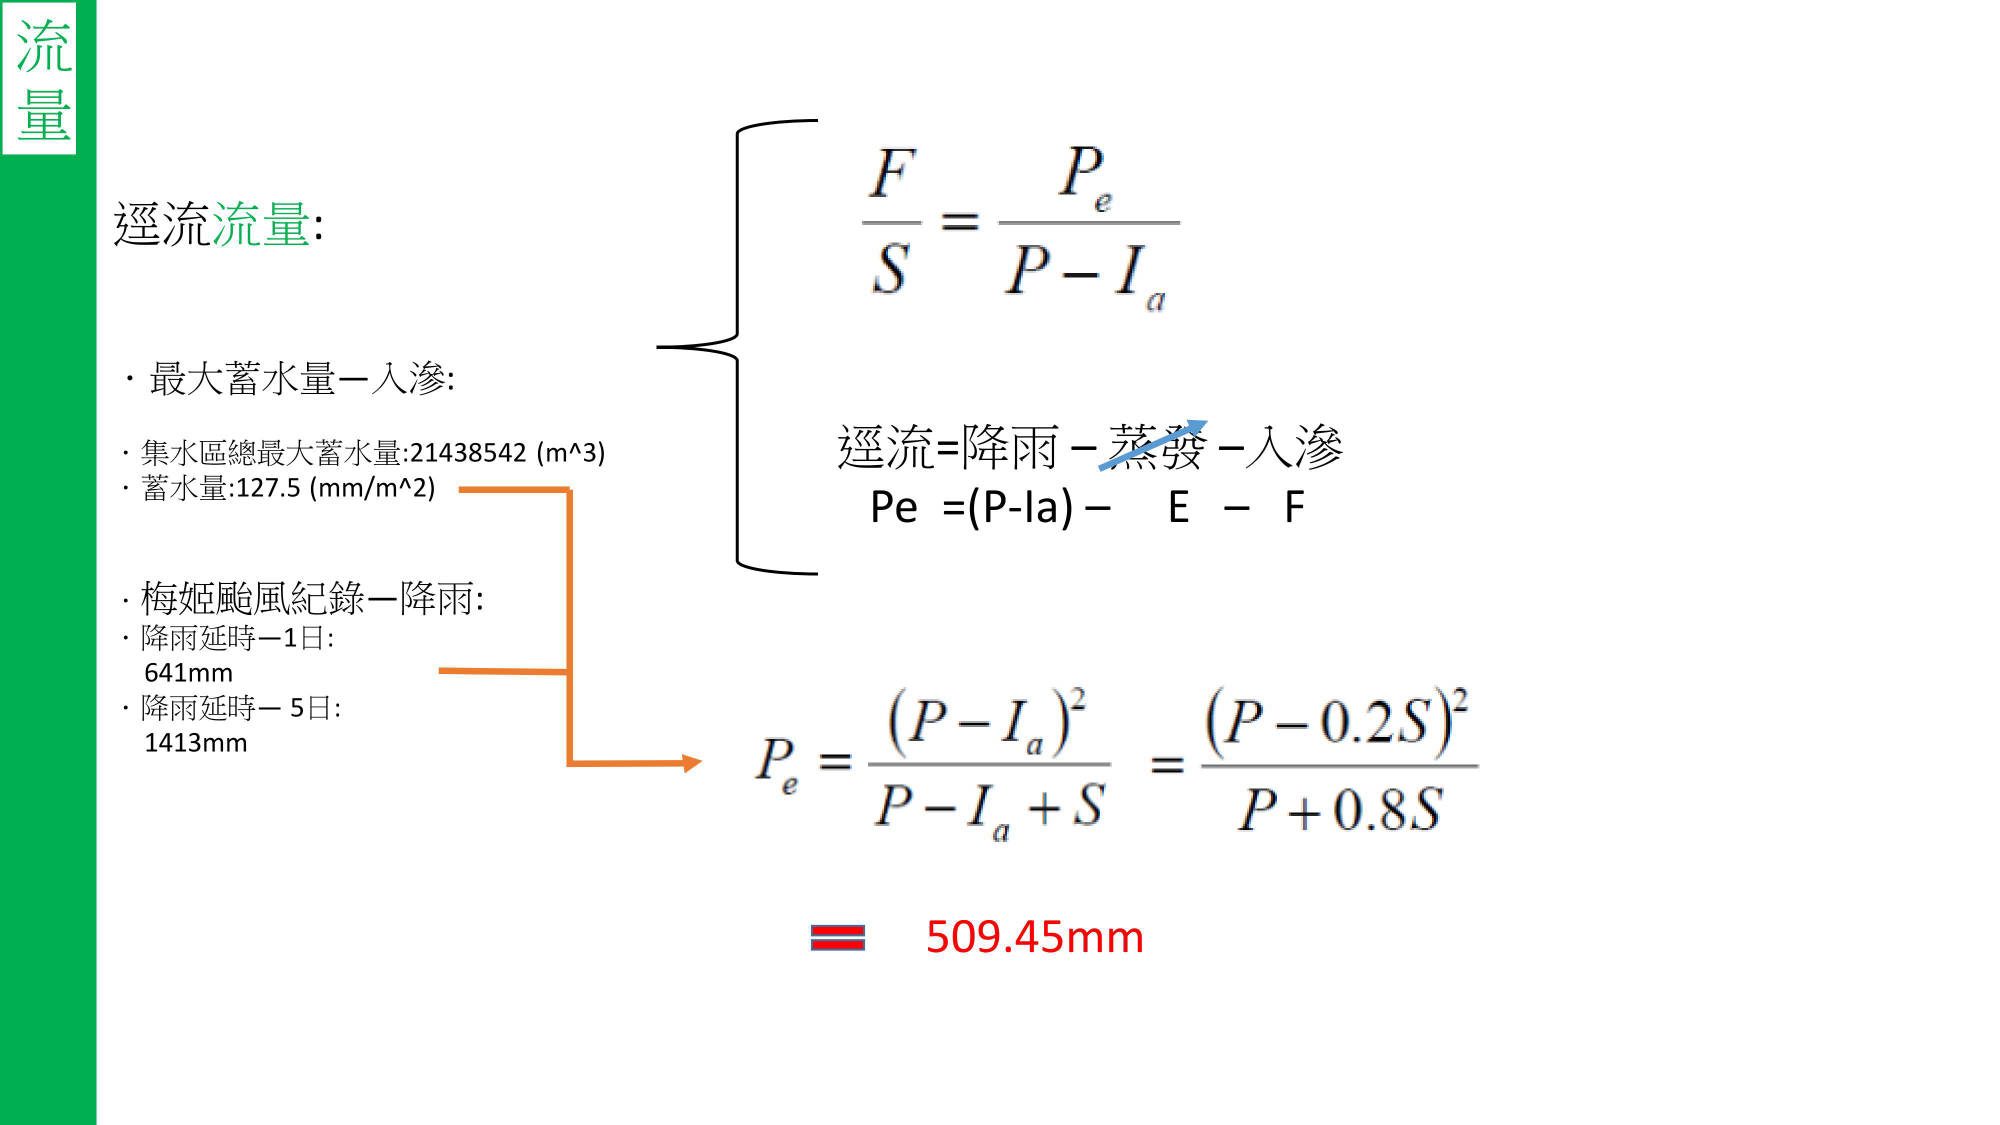 流
量
逕流流量:
· 最大蓄水量—入滲:
· 集水區總最大蓄水量:21438542 (m^3)
· 蓄水量:127.5 (mm/m^2)
· 梅姬颱風紀錄—降雨:
· 降雨延時—1日:
641mm
· 降雨延時— 5日:
1413mm
F/S = P_e/(P − I_a)
逕流=降雨 – 蒸發 –入滲
Pe =(P-Ia) – E – F
P_e = (P − I_a)^2/(P − I_a + S) = (P − 0.2S)^2/(P + 0.8S)
= 509.45mm